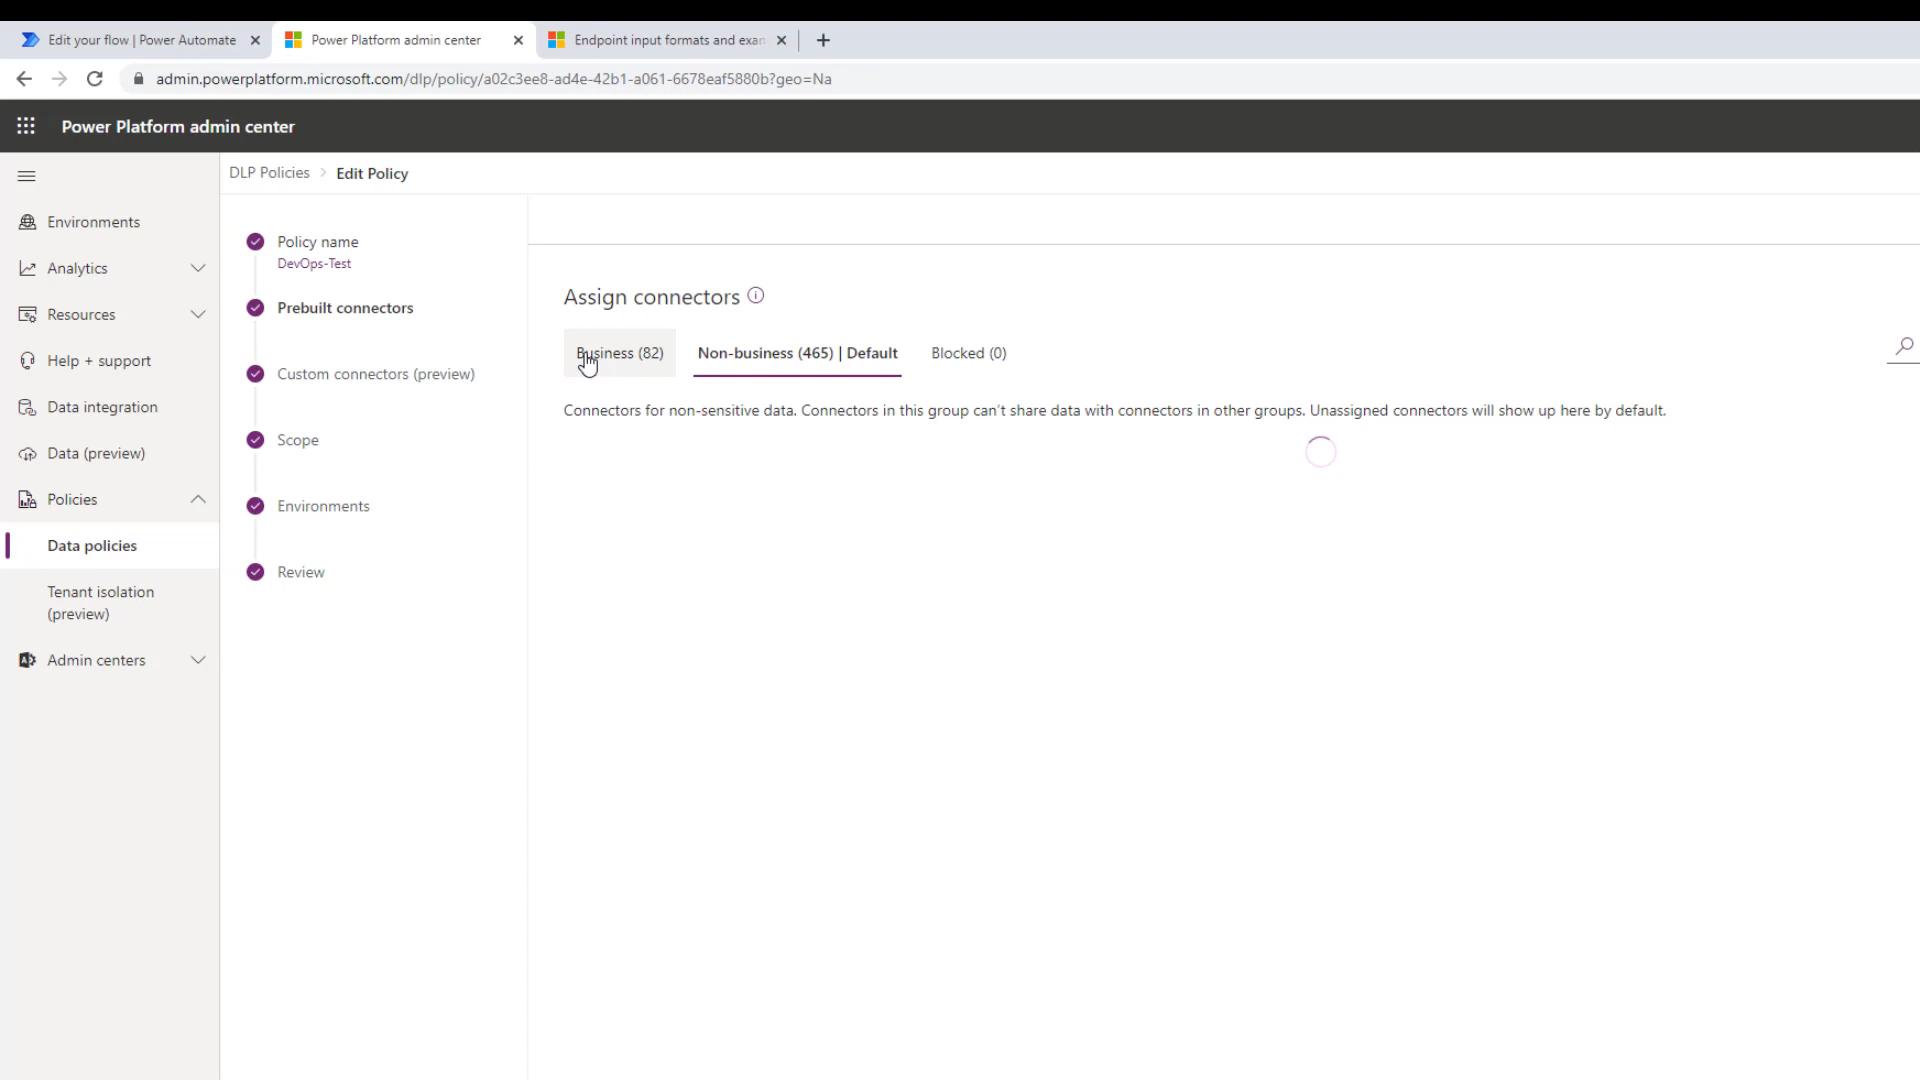 Edit your flow | Power Automate
Power Platform admin center
Endpoint input formats and exar
admin.powerplatform.microsoft.com/dlp/policy/a02c3ee8-ad4e-42b1-a061-6678eaf5880b?geo=Na
Power Platform admin center
Environments
Analytics
Resources
Help + support
Data integration
Data (preview)
Policies
Data policies
Tenant isolation
(preview)
Admin centers
DLP Policies > Edit Policy
Policy name
DevOps-Test
Prebuilt connectors
Custom connectors (preview)
Scope
Environments
Review
Assign connectors
Business (82)
Non-business (465) | Default
Blocked (0)
Connectors for non-sensitive data. Connectors in this group can't share data with connectors in other groups. Unassigned connectors will show up here by default.